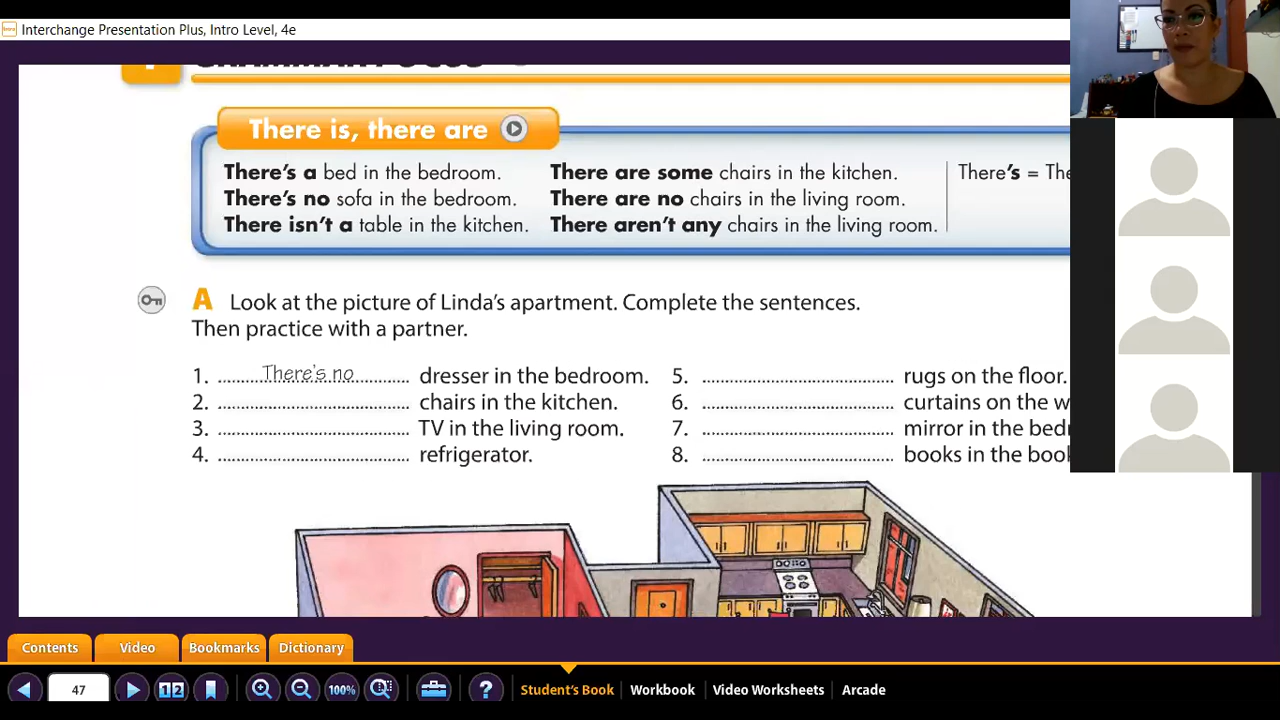 Interchange Presentation Plus, Intro Level, 4e
There is, there are
There's a bed in the bedroom.
There's no sofa in the bedroom.
There isn't a table in the kitchen.
There are some chairs in the kitchen.
There are no chairs in the living room.
There aren't any chairs in the living room.
There's = The
A Look at the picture of Linda's apartment. Complete the sentences.
Then practice with a partner.
1. There's no dresser in the bedroom.
2. ........................................ chairs in the kitchen.
3. ........................................ TV in the living room.
4. ........................................ refrigerator.
5. ........................................ rugs on the floor.
6. ........................................ curtains on the w
7. ........................................ mirror in the bed
8. ........................................ books in the book
Contents Video Bookmarks Dictionary
47 12 100% ? Student's Book Workbook Video Worksheets Arcade